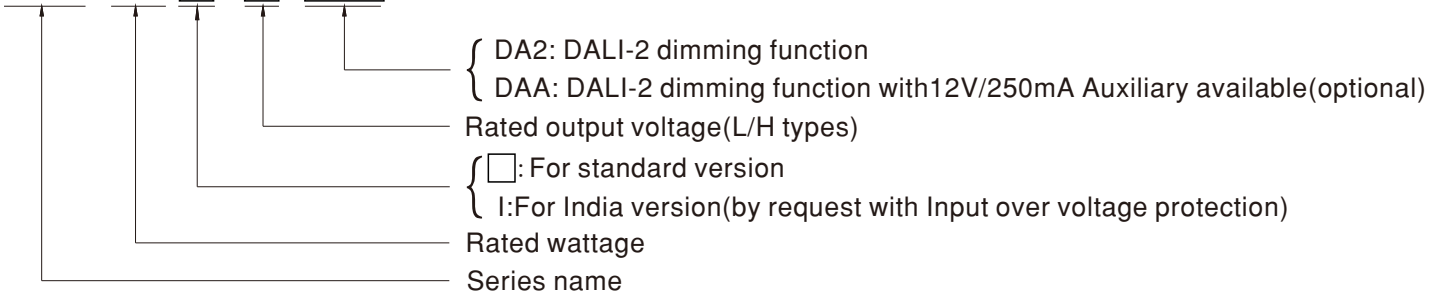 DA2: DALI-2 dimming function
DAA: DALI-2 dimming function with12V/250mA Auxiliary available(optional)
Rated output voltage(L/H types)
□: For standard version
I:For India version(by request with Input over voltage protection)
Rated wattage
Series name